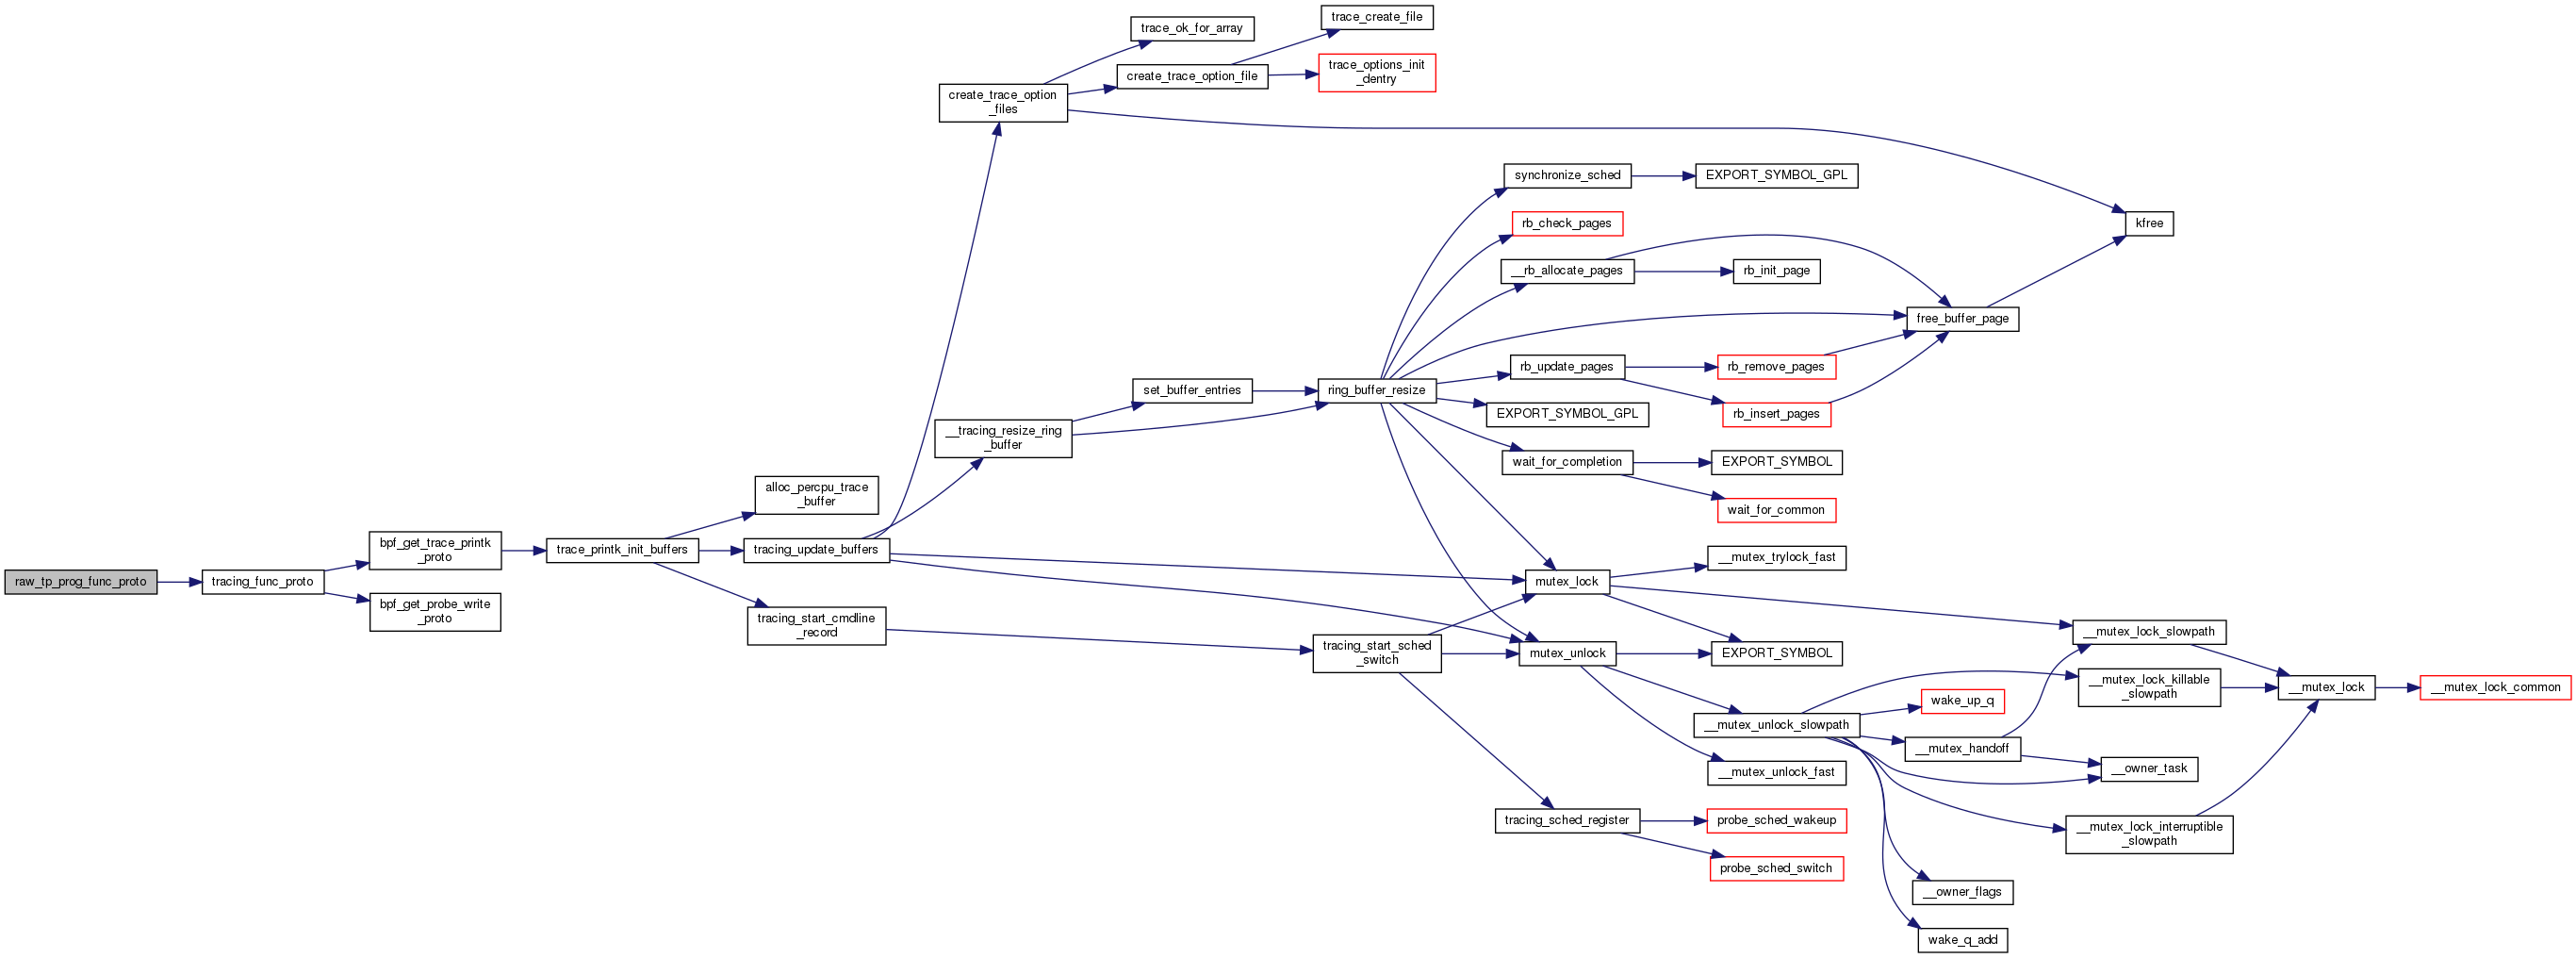 raw_tp_prog_func_proto
tracing_func_proto
bpf_get_trace_printk
_proto
bpf_get_probe_write
_proto
trace_printk_init_buffers
alloc_percpu_trace
_buffer
tracing_update_buffers
tracing_start_cmdline
_record
create_trace_option
_files
__tracing_resize_ring
_buffer
trace_ok_for_array
create_trace_option_file
set_buffer_entries
trace_create_file
trace_options_init
_dentry
ring_buffer_resize
tracing_start_sched
_switch
synchronize_sched
rb_check_pages
__rb_allocate_pages
rb_update_pages
EXPORT_SYMBOL_GPL
wait_for_completion
mutex_lock
mutex_unlock
tracing_sched_register
EXPORT_SYMBOL_GPL
rb_init_page
rb_remove_pages
rb_insert_pages
EXPORT_SYMBOL
wait_for_common
__mutex_trylock_fast
EXPORT_SYMBOL
__mutex_unlock_slowpath
__mutex_unlock_fast
probe_sched_wakeup
probe_sched_switch
free_buffer_page
wake_up_q
__mutex_handoff
__owner_flags
wake_q_add
kfree
__mutex_lock_slowpath
__mutex_lock_killable
_slowpath
__owner_task
__mutex_lock_interruptible
_slowpath
__mutex_lock
__mutex_lock_common